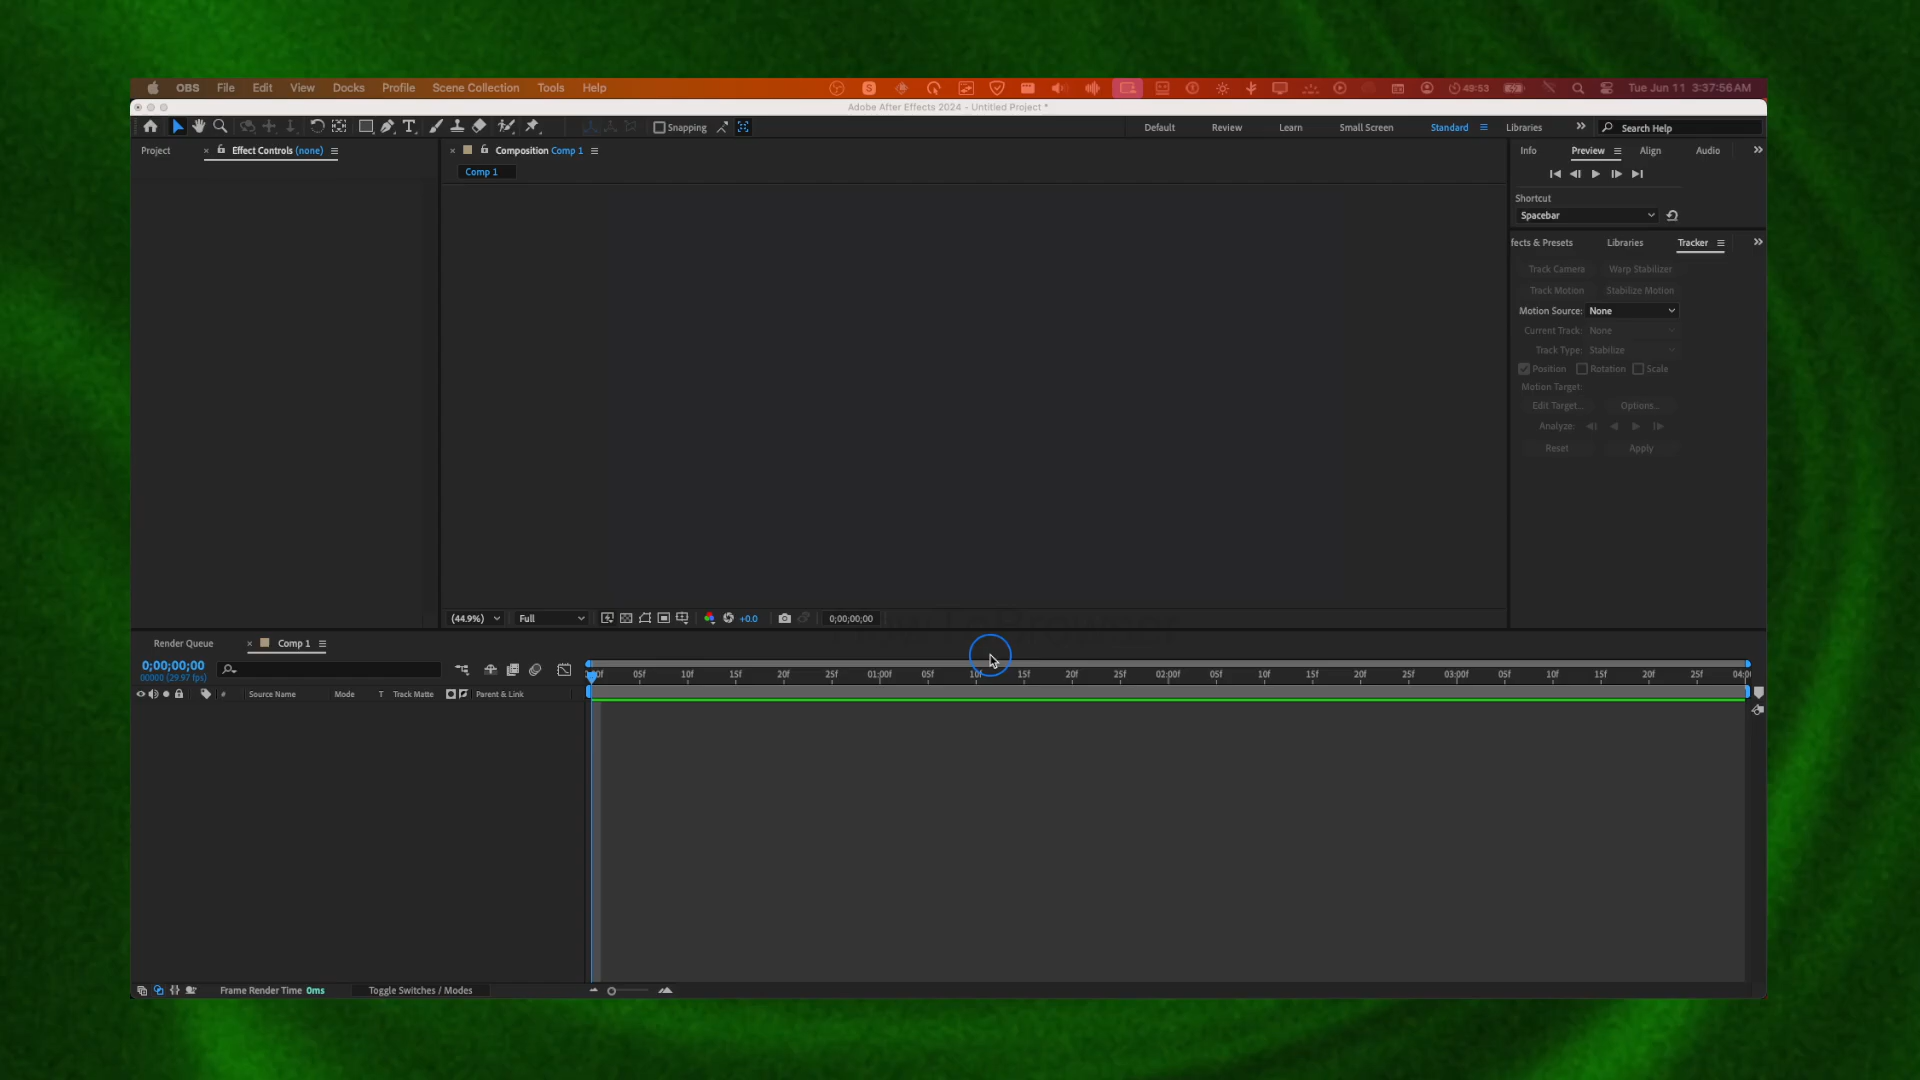 OBS File Edit View Docks Profile Scene Collection Tools Help 49:53 Tue Jun 11 3:37:56 AM
Adobe After Effects 2024 - Untitled Project *
Snapping Default Review Learn Small Screen Standard Libraries Search Help
Project Effect Controls (none) Composition Comp 1 Info Preview Align Audio
Comp 1
Shortcut
Spacebar
fects & Presets Libraries Tracker
Track Camera Warp Stabilizer
Track Motion Stabilize Motion
Motion Source: None
Current Track: None
Track Type: Stabilize
Position Rotation Scale
Motion Target:
Edit Target... Options...
Analyze:
Reset Apply
(44.9%) Full +0.0 0;00;00;00
Render Queue Comp 1
0;00;00;00
00000 (29.97 fps)
05f 10f 15f 20f 25f 01:00f 05f 10f 15f 20f 25f 02:00f 05f 10f 15f 20f 25f 03:00f 05f 10f 15f 20f 25f 04:0
# Source Name Mode T Track Matte Parent & Link
Frame Render Time 0ms Toggle Switches / Modes